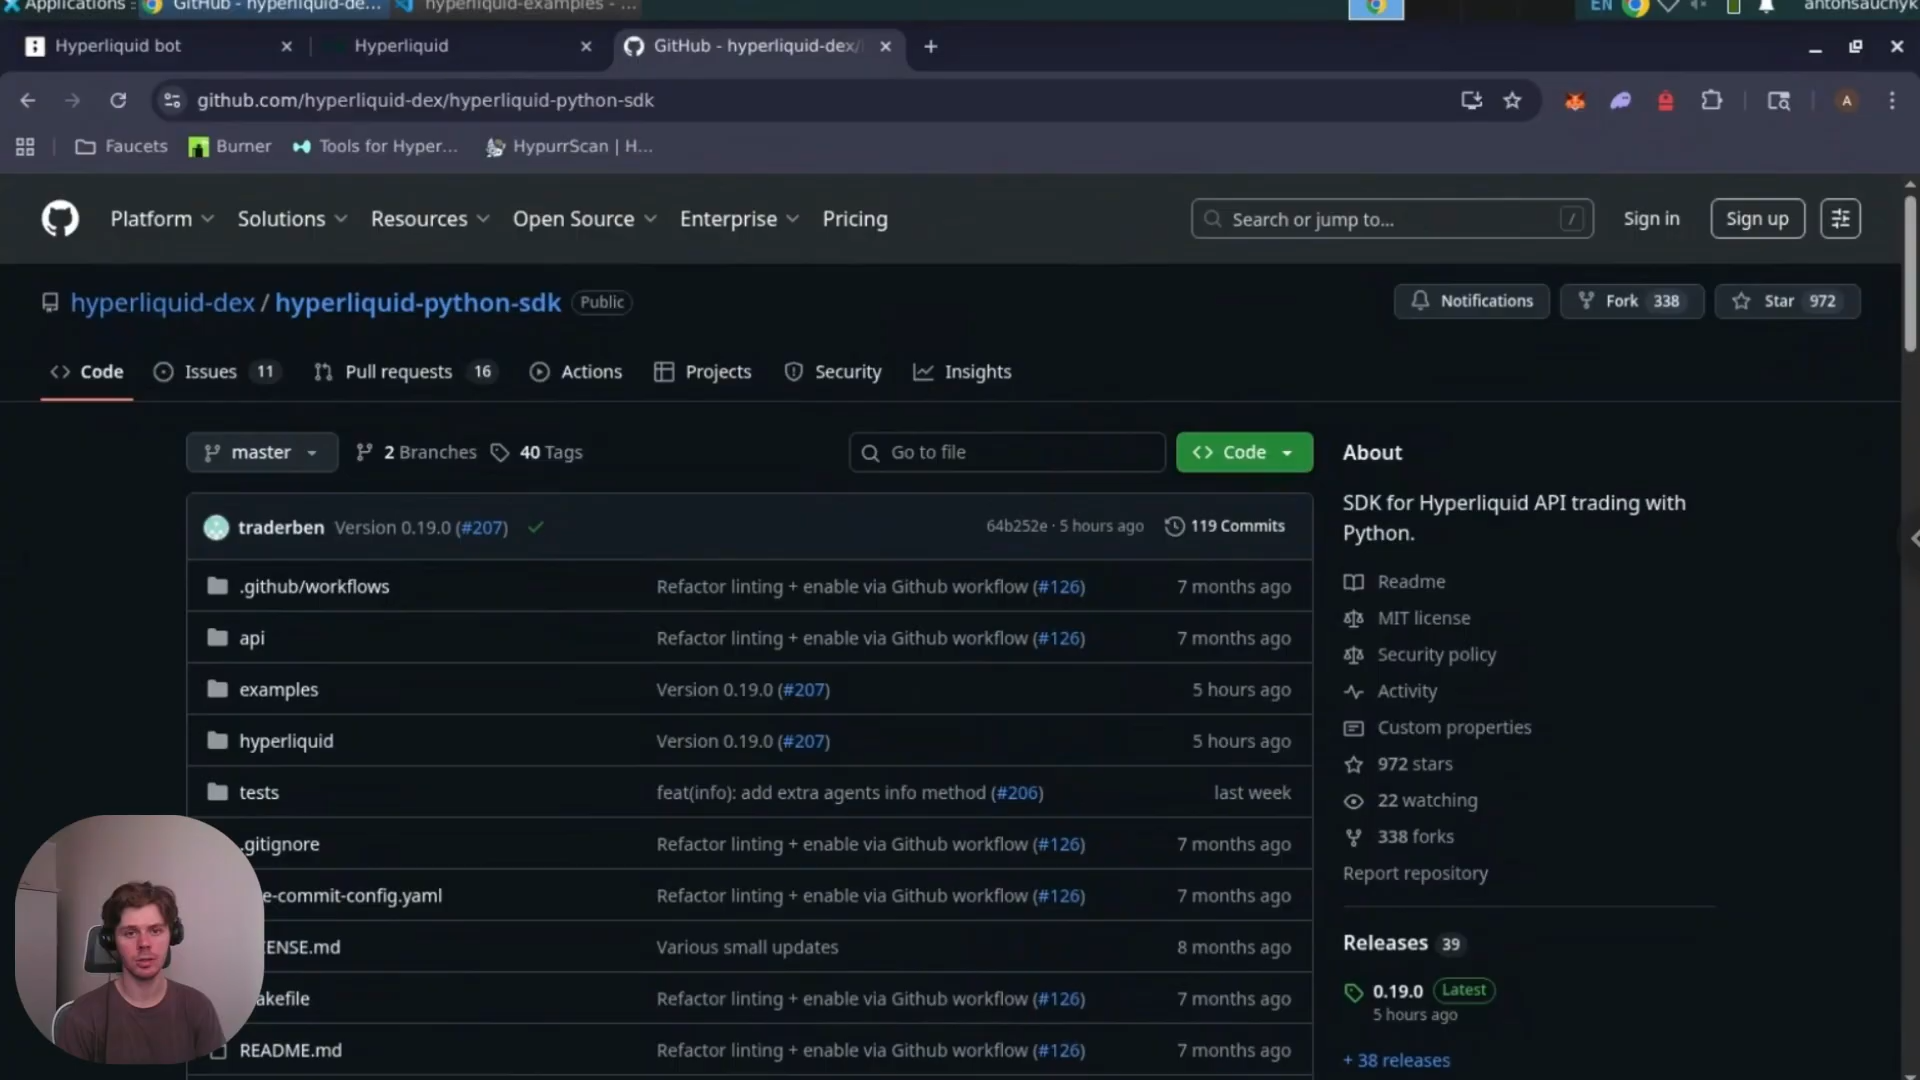 Applications :
GitHub - hyperliquid-de...
hyperliquid-examples - ...
EN
antonsauchyk
Hyperliquid bot
Hyperliquid
GitHub - hyperliquid-dex/
github.com/hyperliquid-dex/hyperliquid-python-sdk
A
Faucets
Burner
Tools for Hyper...
HypurrScan | H...
Platform
Solutions
Resources
Open Source
Enterprise
Pricing
Search or jump to...
/
Sign in
Sign up
hyperliquid-dex / hyperliquid-python-sdk Public
Notifications
Fork 338
Star 972
Code
Issues 11
Pull requests 16
Actions
Projects
Security
Insights
master
2 Branches
40 Tags
Go to file
Code
traderben Version 0.19.0 (#207)
64b252e · 5 hours ago
119 Commits
.github/workflows Refactor linting + enable via Github workflow (#126) 7 months ago
api Refactor linting + enable via Github workflow (#126) 7 months ago
examples Version 0.19.0 (#207) 5 hours ago
hyperliquid Version 0.19.0 (#207) 5 hours ago
tests feat(info): add extra agents info method (#206) last week
.gitignore Refactor linting + enable via Github workflow (#126) 7 months ago
e-commit-config.yaml Refactor linting + enable via Github workflow (#126) 7 months ago
ENSE.md Various small updates 8 months ago
akefile Refactor linting + enable via Github workflow (#126) 7 months ago
README.md Refactor linting + enable via Github workflow (#126) 7 months ago
About
SDK for Hyperliquid API trading with
Python.
Readme
MIT license
Security policy
Activity
Custom properties
972 stars
22 watching
338 forks
Report repository
Releases 39
0.19.0 Latest
5 hours ago
+ 38 releases